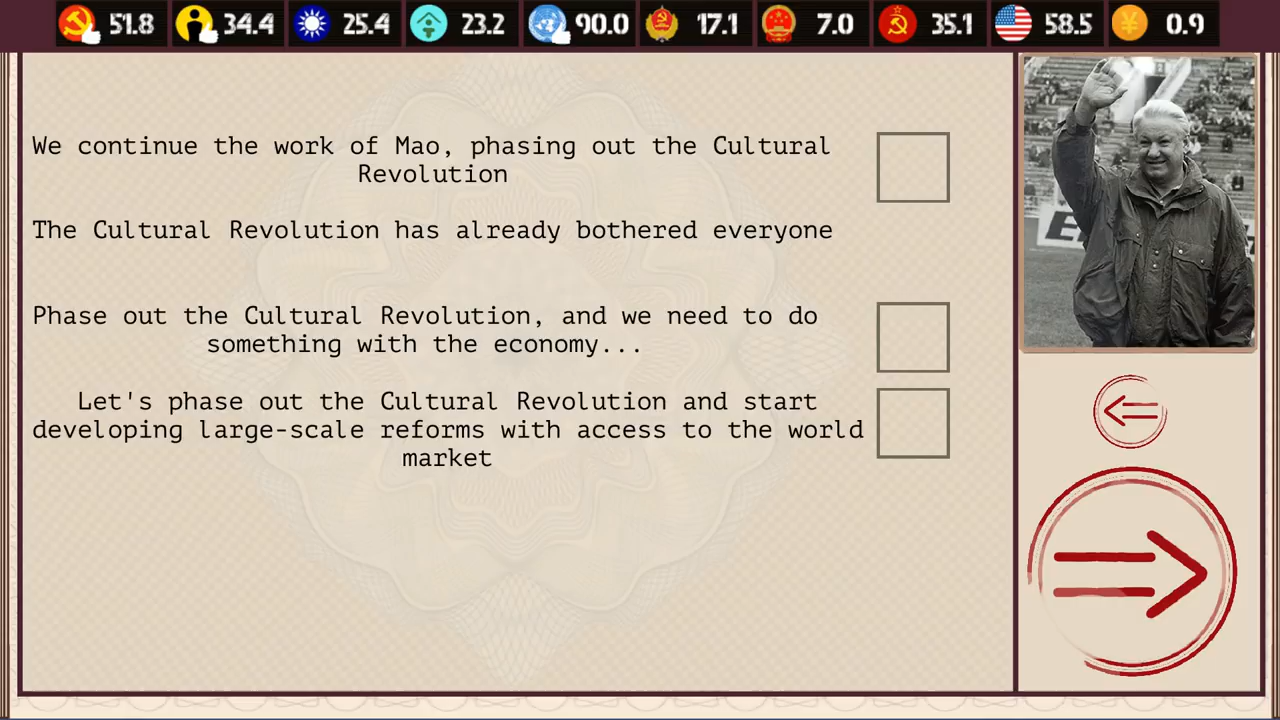 51.8 34.4 25.4 23.2 90.0 17.1 7.0 35.1 58.5 0.9
We continue the work of Mao, phasing out the Cultural
Revolution
The Cultural Revolution has already bothered everyone
Phase out the Cultural Revolution, and we need to do
something with the economy...
Let's phase out the Cultural Revolution and start
developing large-scale reforms with access to the world
market